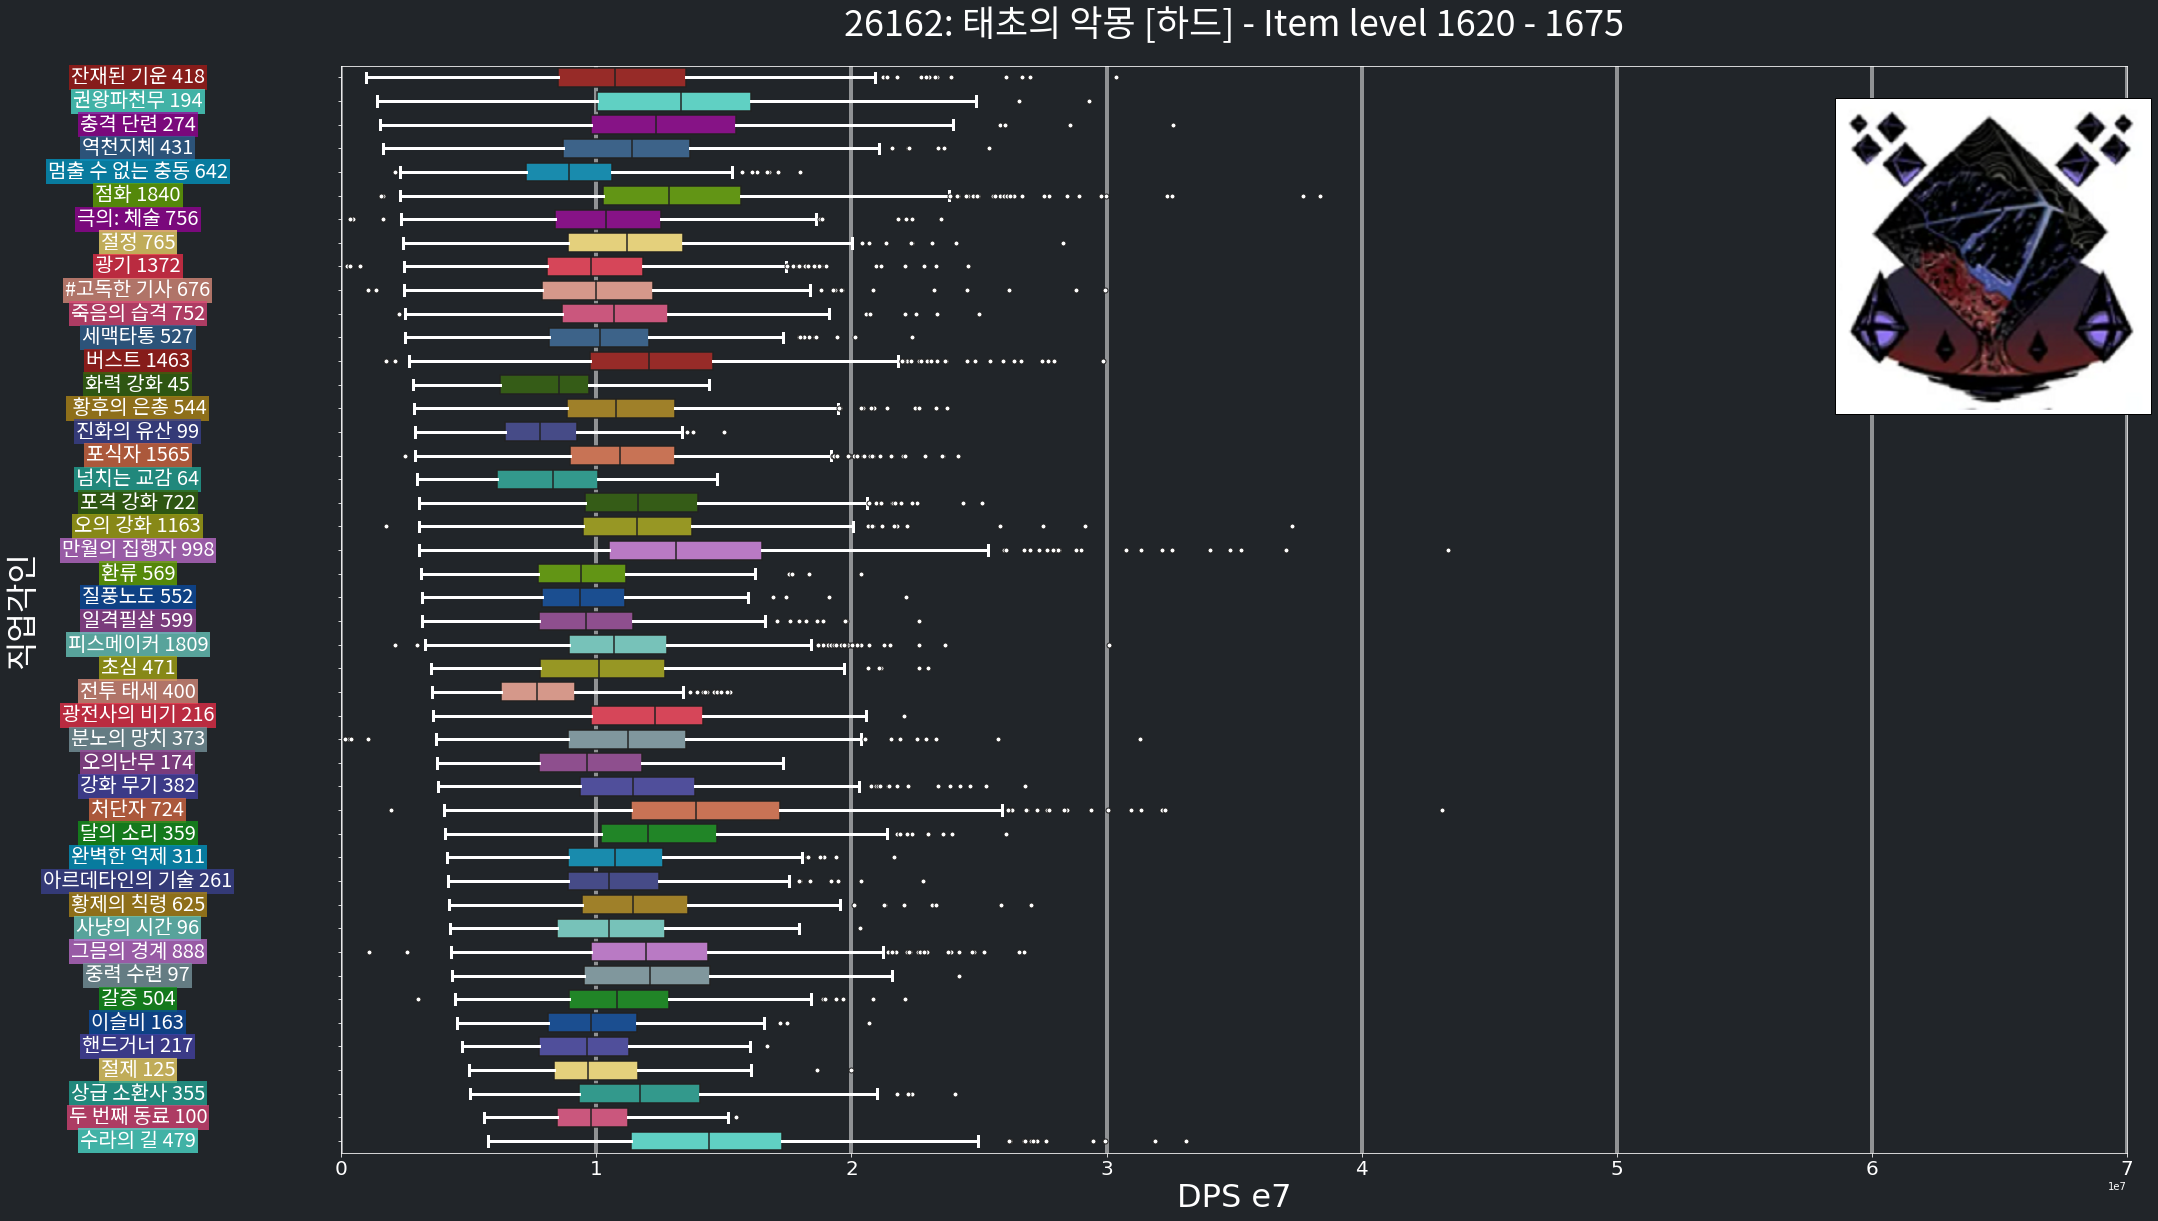 26162: 태초의 악몽 [하드] - Item level 1620 - 1675
잔재된 기운 418
권왕파천무 194
충격 단련 274
역천지체 431
멈출 수 없는 충동 642
점화 1840
극의: 체술 756
절정 765
광기 1372
#고독한 기사 676
죽음의 습격 752
세맥타통 527
버스트 1463
화력 강화 45
황후의 은총 544
진화의 유산 99
포식자 1565
넘치는 교감 64
포격 강화 722
오의 강화 1163
만월의 집행자 998
환류 569
질풍노도 552
일격필살 599
피스메이커 1809
초심 471
전투 태세 400
광전사의 비기 216
분노의 망치 373
오의난무 174
강화 무기 382
처단자 724
달의 소리 359
완벽한 억제 311
아르데타인의 기술 261
황제의 칙령 625
사냥의 시간 96
그믐의 경계 888
중력 수련 97
갈증 504
이슬비 163
핸드거너 217
절제 125
상급 소환사 355
두 번째 동료 100
수라의 길 479
직업각인
0 1 2 3 4 5 6 7
DPS e7
1e7